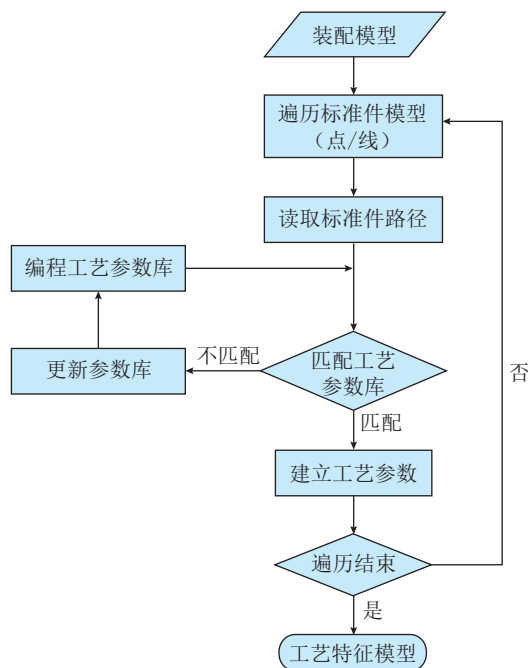 装配模型
遍历标准件模型
（点/线）
读取标准件路径
编程工艺参数库
不匹配
更新参数库
匹配工艺
参数库
否
匹配
建立工艺参数
遍历结束
是
工艺特征模型